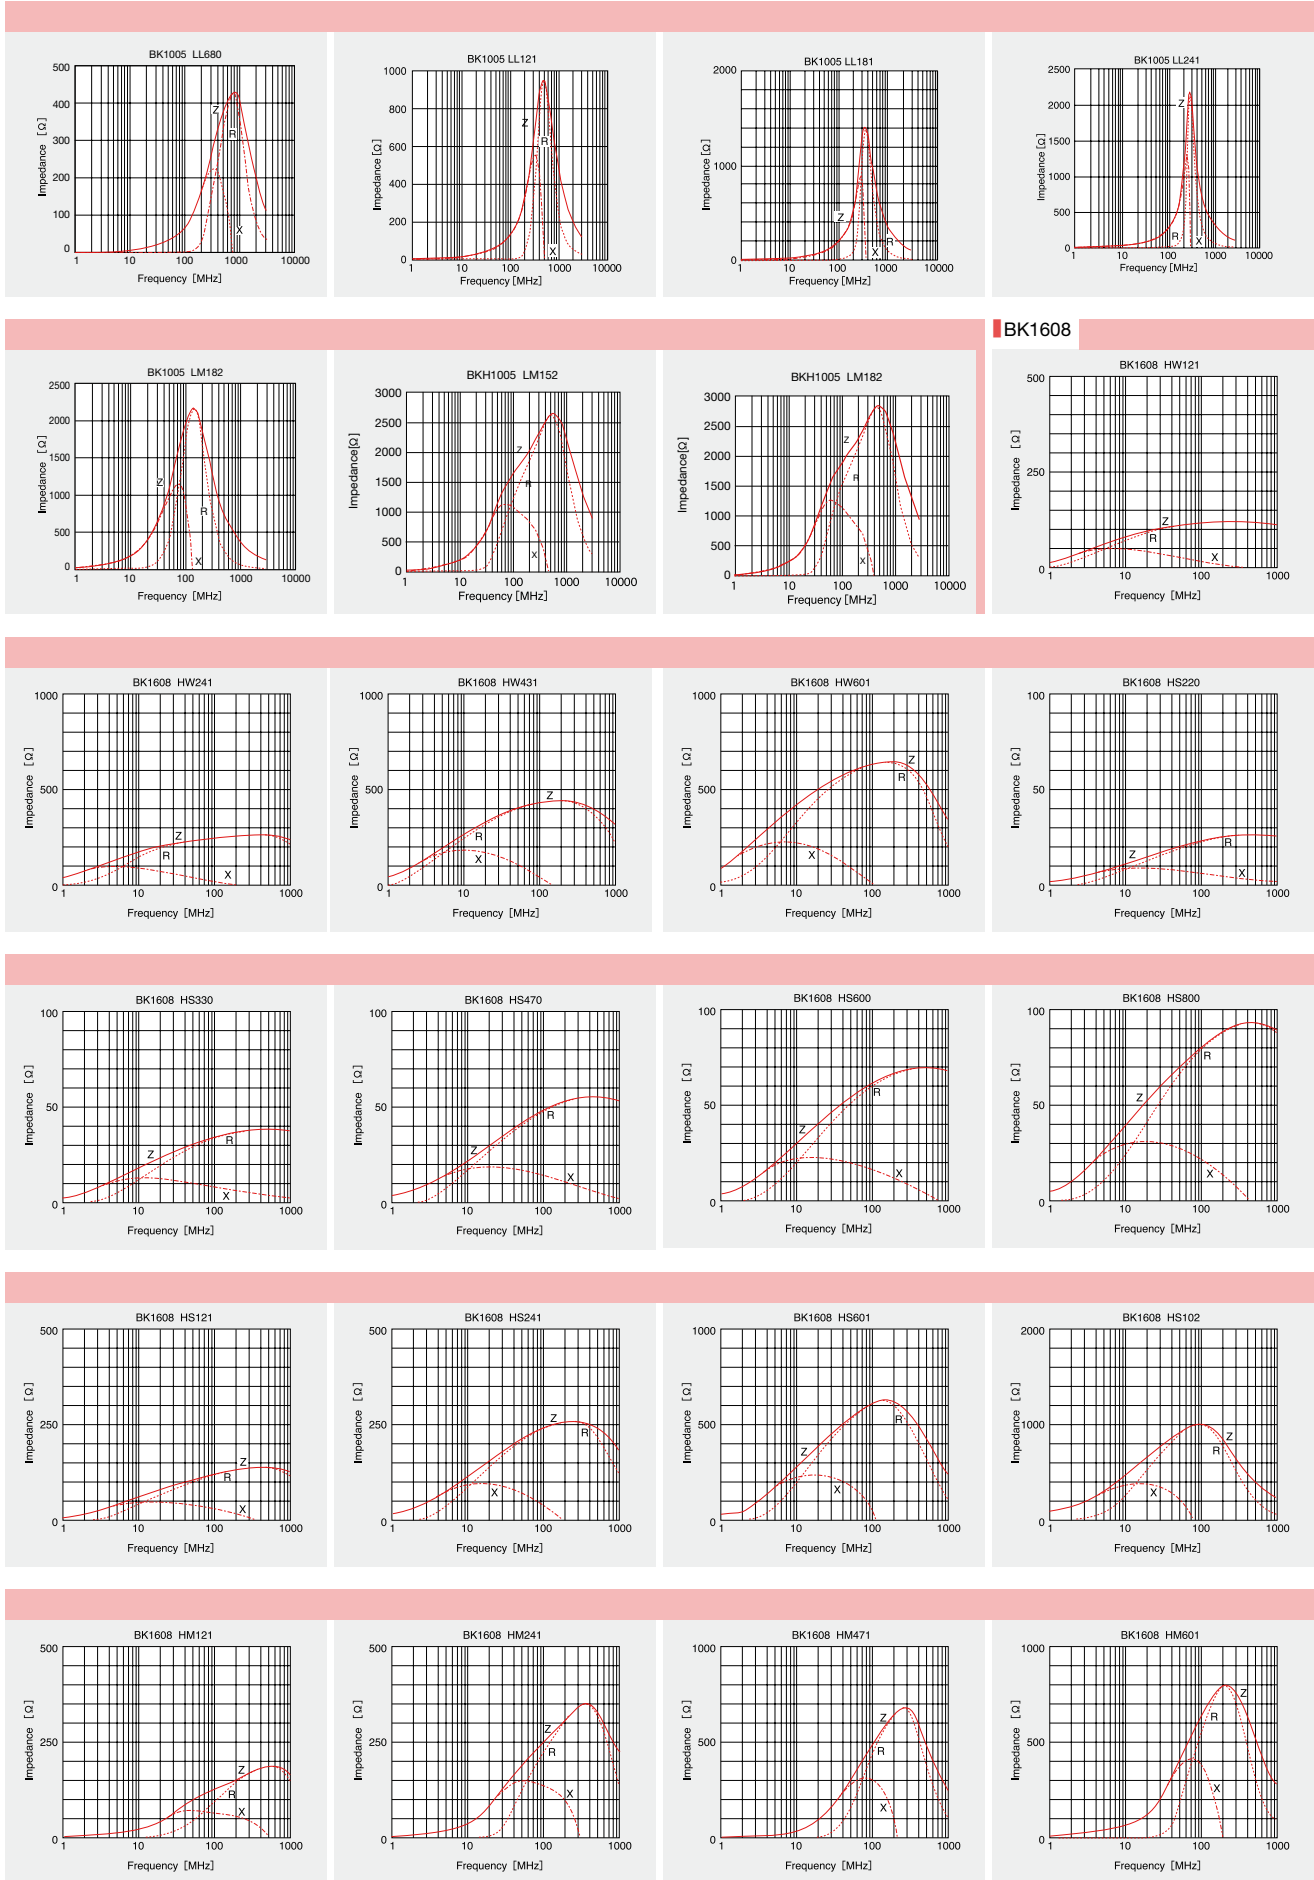 BK1005 LL680
500
400
300
200
100
0
Impedance [Ω]
Z
R
X
1 10 100 1000 10000
Frequency [MHz]
BK1005 LL121
1000
800
600
400
200
0
Impedance [Ω]
Z
R
X
1 10 100 1000 10000
Frequency [MHz]
BK1005 LL181
2000
1000
0
Impedance [Ω]
Z
R
X
1 10 100 1000 10000
Frequency [MHz]
BK1005 LL241
2500
2000
1500
1000
500
0
Impedance [Ω]
Z
R
X
1 10 100 1000 10000
Frequency [MHz]
BK1005 LM182
2500
2000
1500
1000
500
0
Impedance [Ω]
Z
R
X
1 10 100 1000 10000
Frequency [MHz]
BKH1005 LM152
3000
2500
2000
1500
1000
500
0
Impedance[Ω]
Z
R
X
1 10 100 1000 10000
Frequency [MHz]
BKH1005 LM182
3000
2500
2000
1500
1000
500
0
Impedance[Ω]
Z
R
X
1 10 100 1000 10000
Frequency [MHz]
BK1608
BK1608 HW121
500
250
0
Impedance [Ω]
Z
R
X
1 10 100 1000
Frequency [MHz]
BK1608 HW241
1000
500
0
Impedance [Ω]
Z
R
X
1 10 100 1000
Frequency [MHz]
BK1608 HW431
1000
500
0
Impedance [Ω]
Z
R
X
1 10 100 1000
Frequency [MHz]
BK1608 HW601
1000
500
0
Impedance [Ω]
Z
R
X
1 10 100 1000
Frequency [MHz]
BK1608 HS220
100
50
0
Impedance [Ω]
Z
R
X
1 10 100 1000
Frequency [MHz]
BK1608 HS330
100
50
0
Impedance [Ω]
Z
R
X
1 10 100 1000
Frequency [MHz]
BK1608 HS470
100
50
0
Impedance [Ω]
Z
R
X
1 10 100 1000
Frequency [MHz]
BK1608 HS600
100
50
0
Impedance [Ω]
Z
R
X
1 10 100 1000
Frequency [MHz]
BK1608 HS800
100
50
0
Impedance [Ω]
Z
R
X
1 10 100 1000
Frequency [MHz]
BK1608 HS121
500
250
0
Impedance [Ω]
Z
R
X
1 10 100 1000
Frequency [MHz]
BK1608 HS241
500
250
0
Impedance [Ω]
Z
R
X
1 10 100 1000
Frequency [MHz]
BK1608 HS601
1000
500
0
Impedance [Ω]
Z
R
X
1 10 100 1000
Frequency [MHz]
BK1608 HS102
2000
1000
0
Impedance [Ω]
Z
R
X
1 10 100 1000
Frequency [MHz]
BK1608 HM121
500
250
0
Impedance [Ω]
Z
R
X
1 10 100 1000
Frequency [MHz]
BK1608 HM241
500
250
0
Impedance [Ω]
Z
R
X
1 10 100 1000
Frequency [MHz]
BK1608 HM471
1000
500
0
Impedance [Ω]
Z
R
X
1 10 100 1000
Frequency [MHz]
BK1608 HM601
1000
500
0
Impedance [Ω]
Z
R
X
1 10 100 1000
Frequency [MHz]